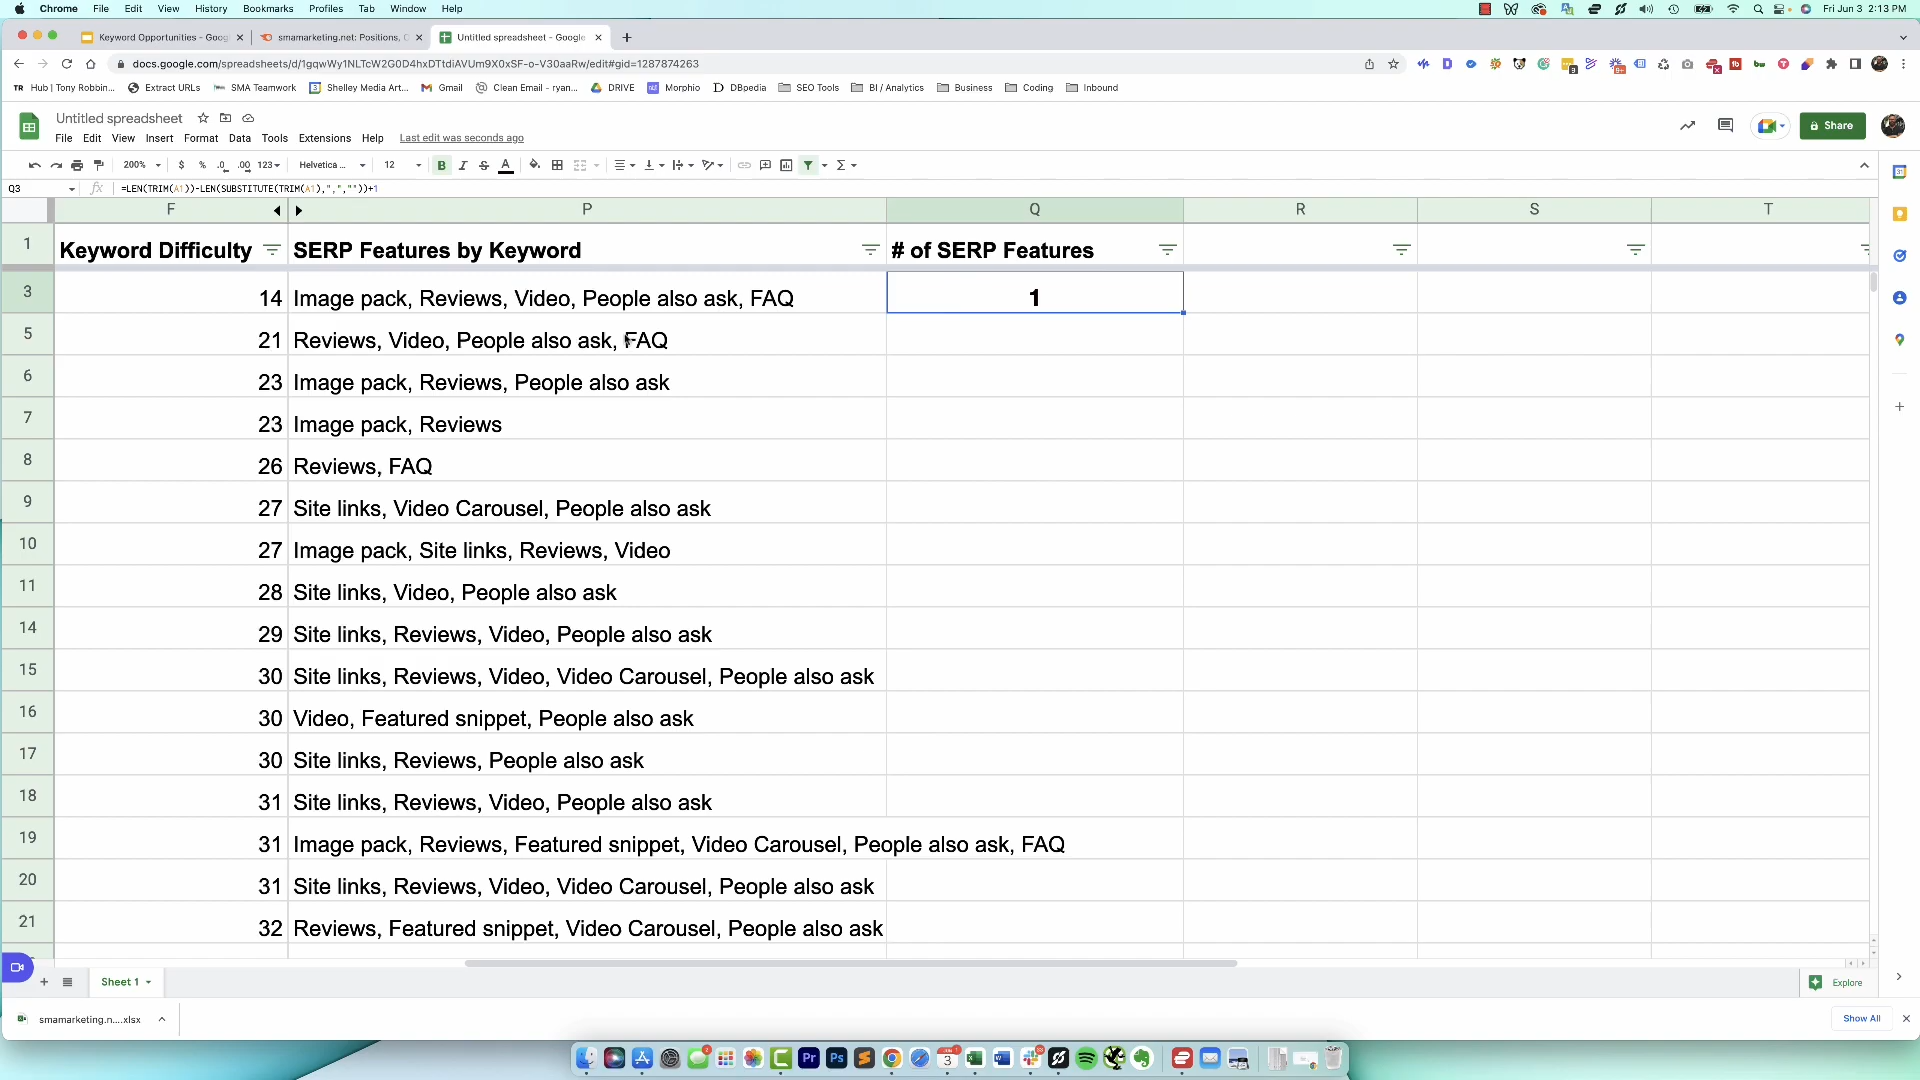 Chrome File Edit View History Bookmarks Profiles Tab Window Help Fri Jun 3 2:13 PM
Keyword Opportunities - Goog smamarketing.net: Positions, O Untitled spreadsheet - Google
docs.google.com/spreadsheets/d/1gqwWy1NLTcW2G0D4hxDTtdiAVUm9X0xSF-o-V30aaRw/edit#gid=1287874263
TR Hub | Tony Robbin... Extract URLs SMA Teamwork Shelley Media Art... Gmail Clean Email - ryan... DRIVE Morphio DBpedia SEO Tools BI / Analytics Business Coding Inbound
Untitled spreadsheet
File Edit View Insert Format Data Tools Extensions Help Last edit was seconds ago
Share
200% $ % .0 .00 123 Helvetica ... 12 B I S A
Q3 fx =LEN(TRIM(A1))-LEN(SUBSTITUTE(TRIM(A1),",",""))+1
F P Q R S T
1 Keyword Difficulty SERP Features by Keyword # of SERP Features
3 14 Image pack, Reviews, Video, People also ask, FAQ 1
5 21 Reviews, Video, People also ask, FAQ
6 23 Image pack, Reviews, People also ask
7 23 Image pack, Reviews
8 26 Reviews, FAQ
9 27 Site links, Video Carousel, People also ask
10 27 Image pack, Site links, Reviews, Video
11 28 Site links, Video, People also ask
14 29 Site links, Reviews, Video, People also ask
15 30 Site links, Reviews, Video, Video Carousel, People also ask
16 30 Video, Featured snippet, People also ask
17 30 Site links, Reviews, People also ask
18 31 Site links, Reviews, Video, People also ask
19 31 Image pack, Reviews, Featured snippet, Video Carousel, People also ask, FAQ
20 31 Site links, Reviews, Video, Video Carousel, People also ask
21 32 Reviews, Featured snippet, Video Carousel, People also ask
Sheet 1 Explore
smamarketing.n....xlsx Show All